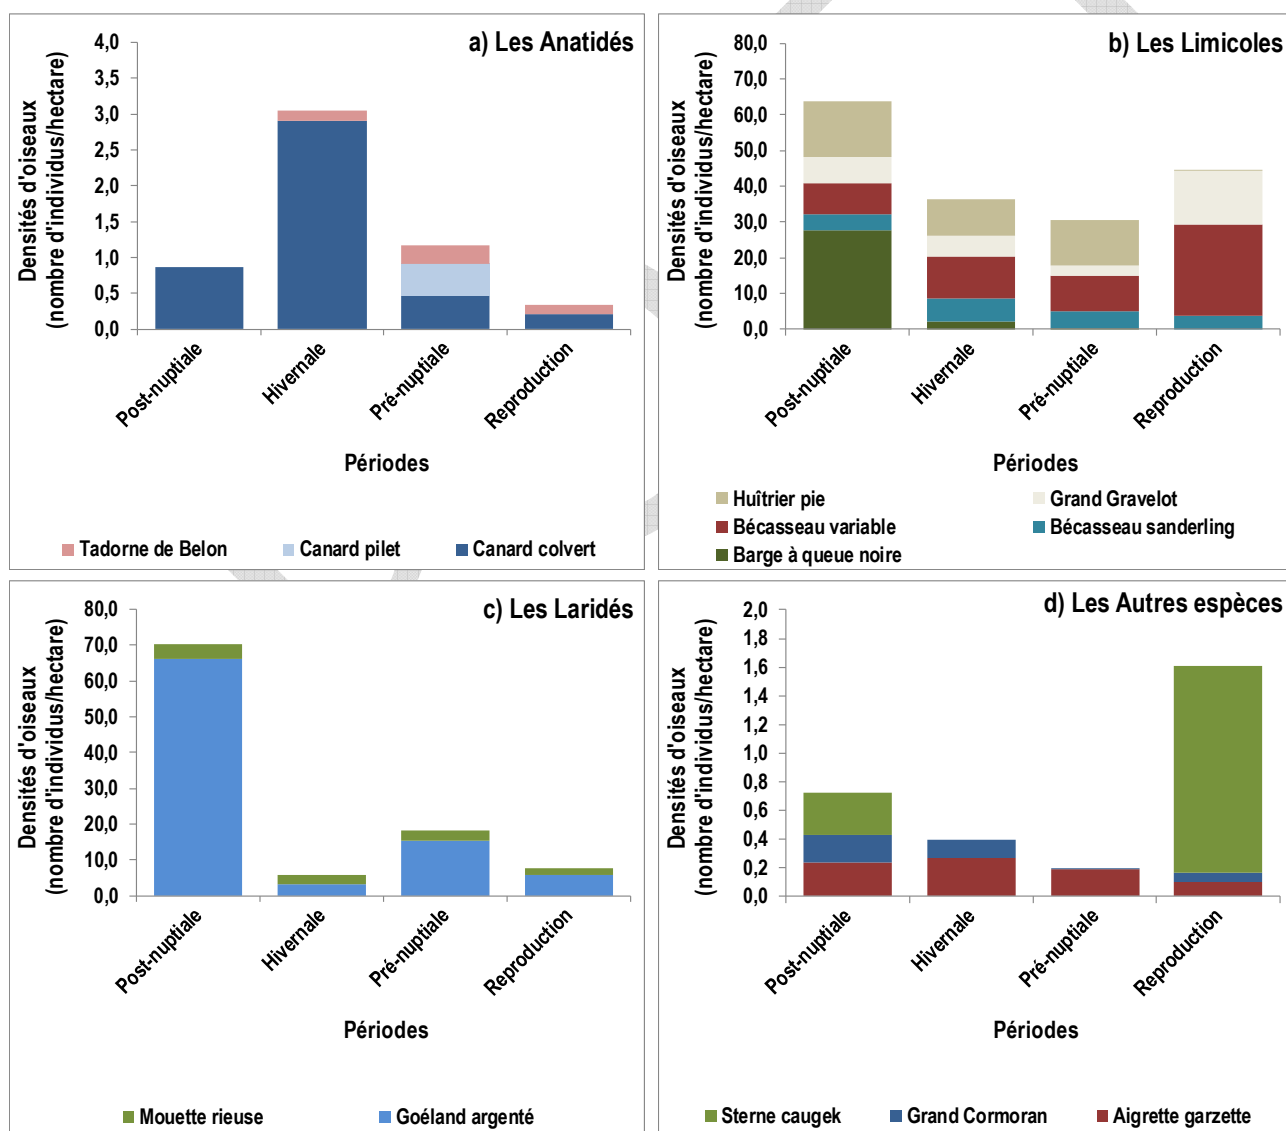 a) Les Anatidés
Densités d'oiseaux
(nombre d'individus/hectare)
4,0
3,5
3,0
2,5
2,0
1,5
1,0
0,5
0,0
Post-nuptiale
Hivernale
Pré-nuptiale
Reproduction
Périodes
Tadorne de Belon
Canard pilet
Canard colvert
b) Les Limicoles
Densités d'oiseaux
(nombre d'individus/hectare)
80,0
70,0
60,0
50,0
40,0
30,0
20,0
10,0
0,0
Post-nuptiale
Hivernale
Pré-nuptiale
Reproduction
Périodes
Huîtrier pie
Grand Gravelot
Bécasseau variable
Bécasseau sanderling
Barge à queue noire
c) Les Laridés
Densités d'oiseaux
(nombre d'individus/hectare)
80,0
70,0
60,0
50,0
40,0
30,0
20,0
10,0
0,0
Post-nuptiale
Hivernale
Pré-nuptiale
Reproduction
Périodes
Mouette rieuse
Goéland argenté
d) Les Autres espèces
Densités d'oiseaux
(nombre d'individus/hectare)
2,0
1,8
1,6
1,4
1,2
1,0
0,8
0,6
0,4
0,2
0,0
Post-nuptiale
Hivernale
Pré-nuptiale
Reproduction
Périodes
Sterne caugek
Grand Cormoran
Aigrette garzette